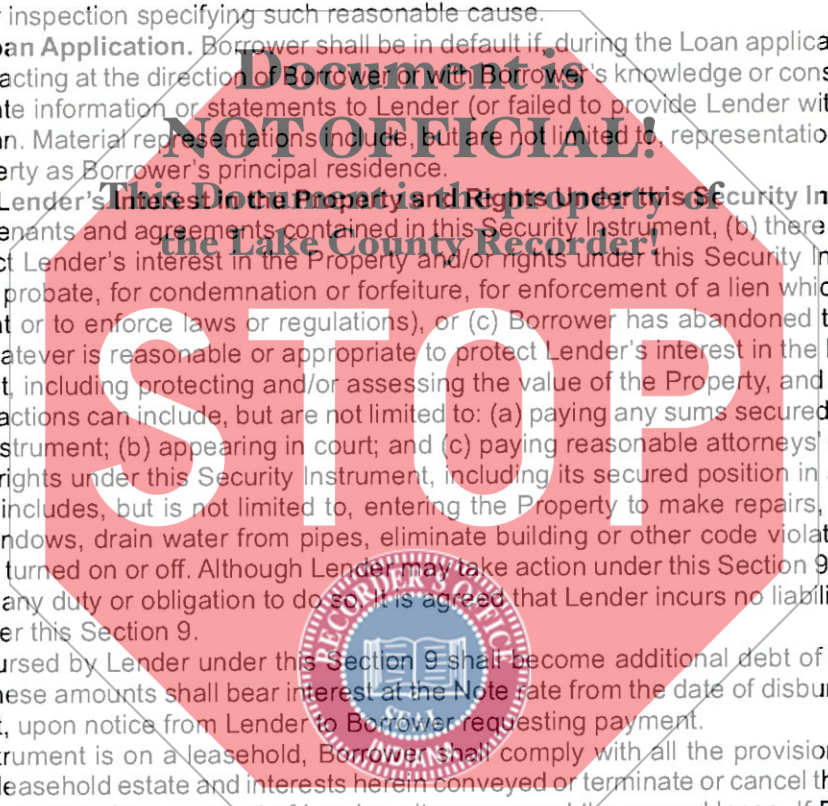 r inspection specifying such reasonable cause.
oan Application. Borrower shall be in default if, during the Loan applica
acting at the direction of Borrower or with Borrower's knowledge or cons
te information or statements to Lender (or failed to provide Lender wit
n. Material representations include, but are not limited to, representatio
erty as Borrower's principal residence.
Lender's Interest in the Property and Rights Under this Security In
enants and agreements contained in this Security Instrument, (b) there
ct Lender's interest in the Property and/or rights under this Security In
probate, for condemnation or forfeiture, for enforcement of a lien whic
nt or to enforce laws or regulations), or (c) Borrower has abandoned t
atever is reasonable or appropriate to protect Lender's interest in the
t, including protecting and/or assessing the value of the Property, and
actions can include, but are not limited to: (a) paying any sums secured
strument; (b) appearing in court; and (c) paying reasonable attorneys'
rights under this Security Instrument, including its secured position in
includes, but is not limited to, entering the Property to make repairs,
ndows, drain water from pipes, eliminate building or other code violat
turned on or off. Although Lender may take action under this Section 9
any duty or obligation to do so. It is agreed that Lender incurs no liabili
er this Section 9.
ursed by Lender under this Section 9 shall become additional debt of
nese amounts shall bear interest at the Note rate from the date of disbur
t, upon notice from Lender to Borrower requesting payment.
trument is on a leasehold, Borrower shall comply with all the provision
leasehold estate and interests herein conveyed or terminate or cancel th
Document is
NOT OFFICIAL!
This Document is the property of
the Lake County Recorder!
STOP
RECORDER'S OFFICE
SEAL
INDIANA